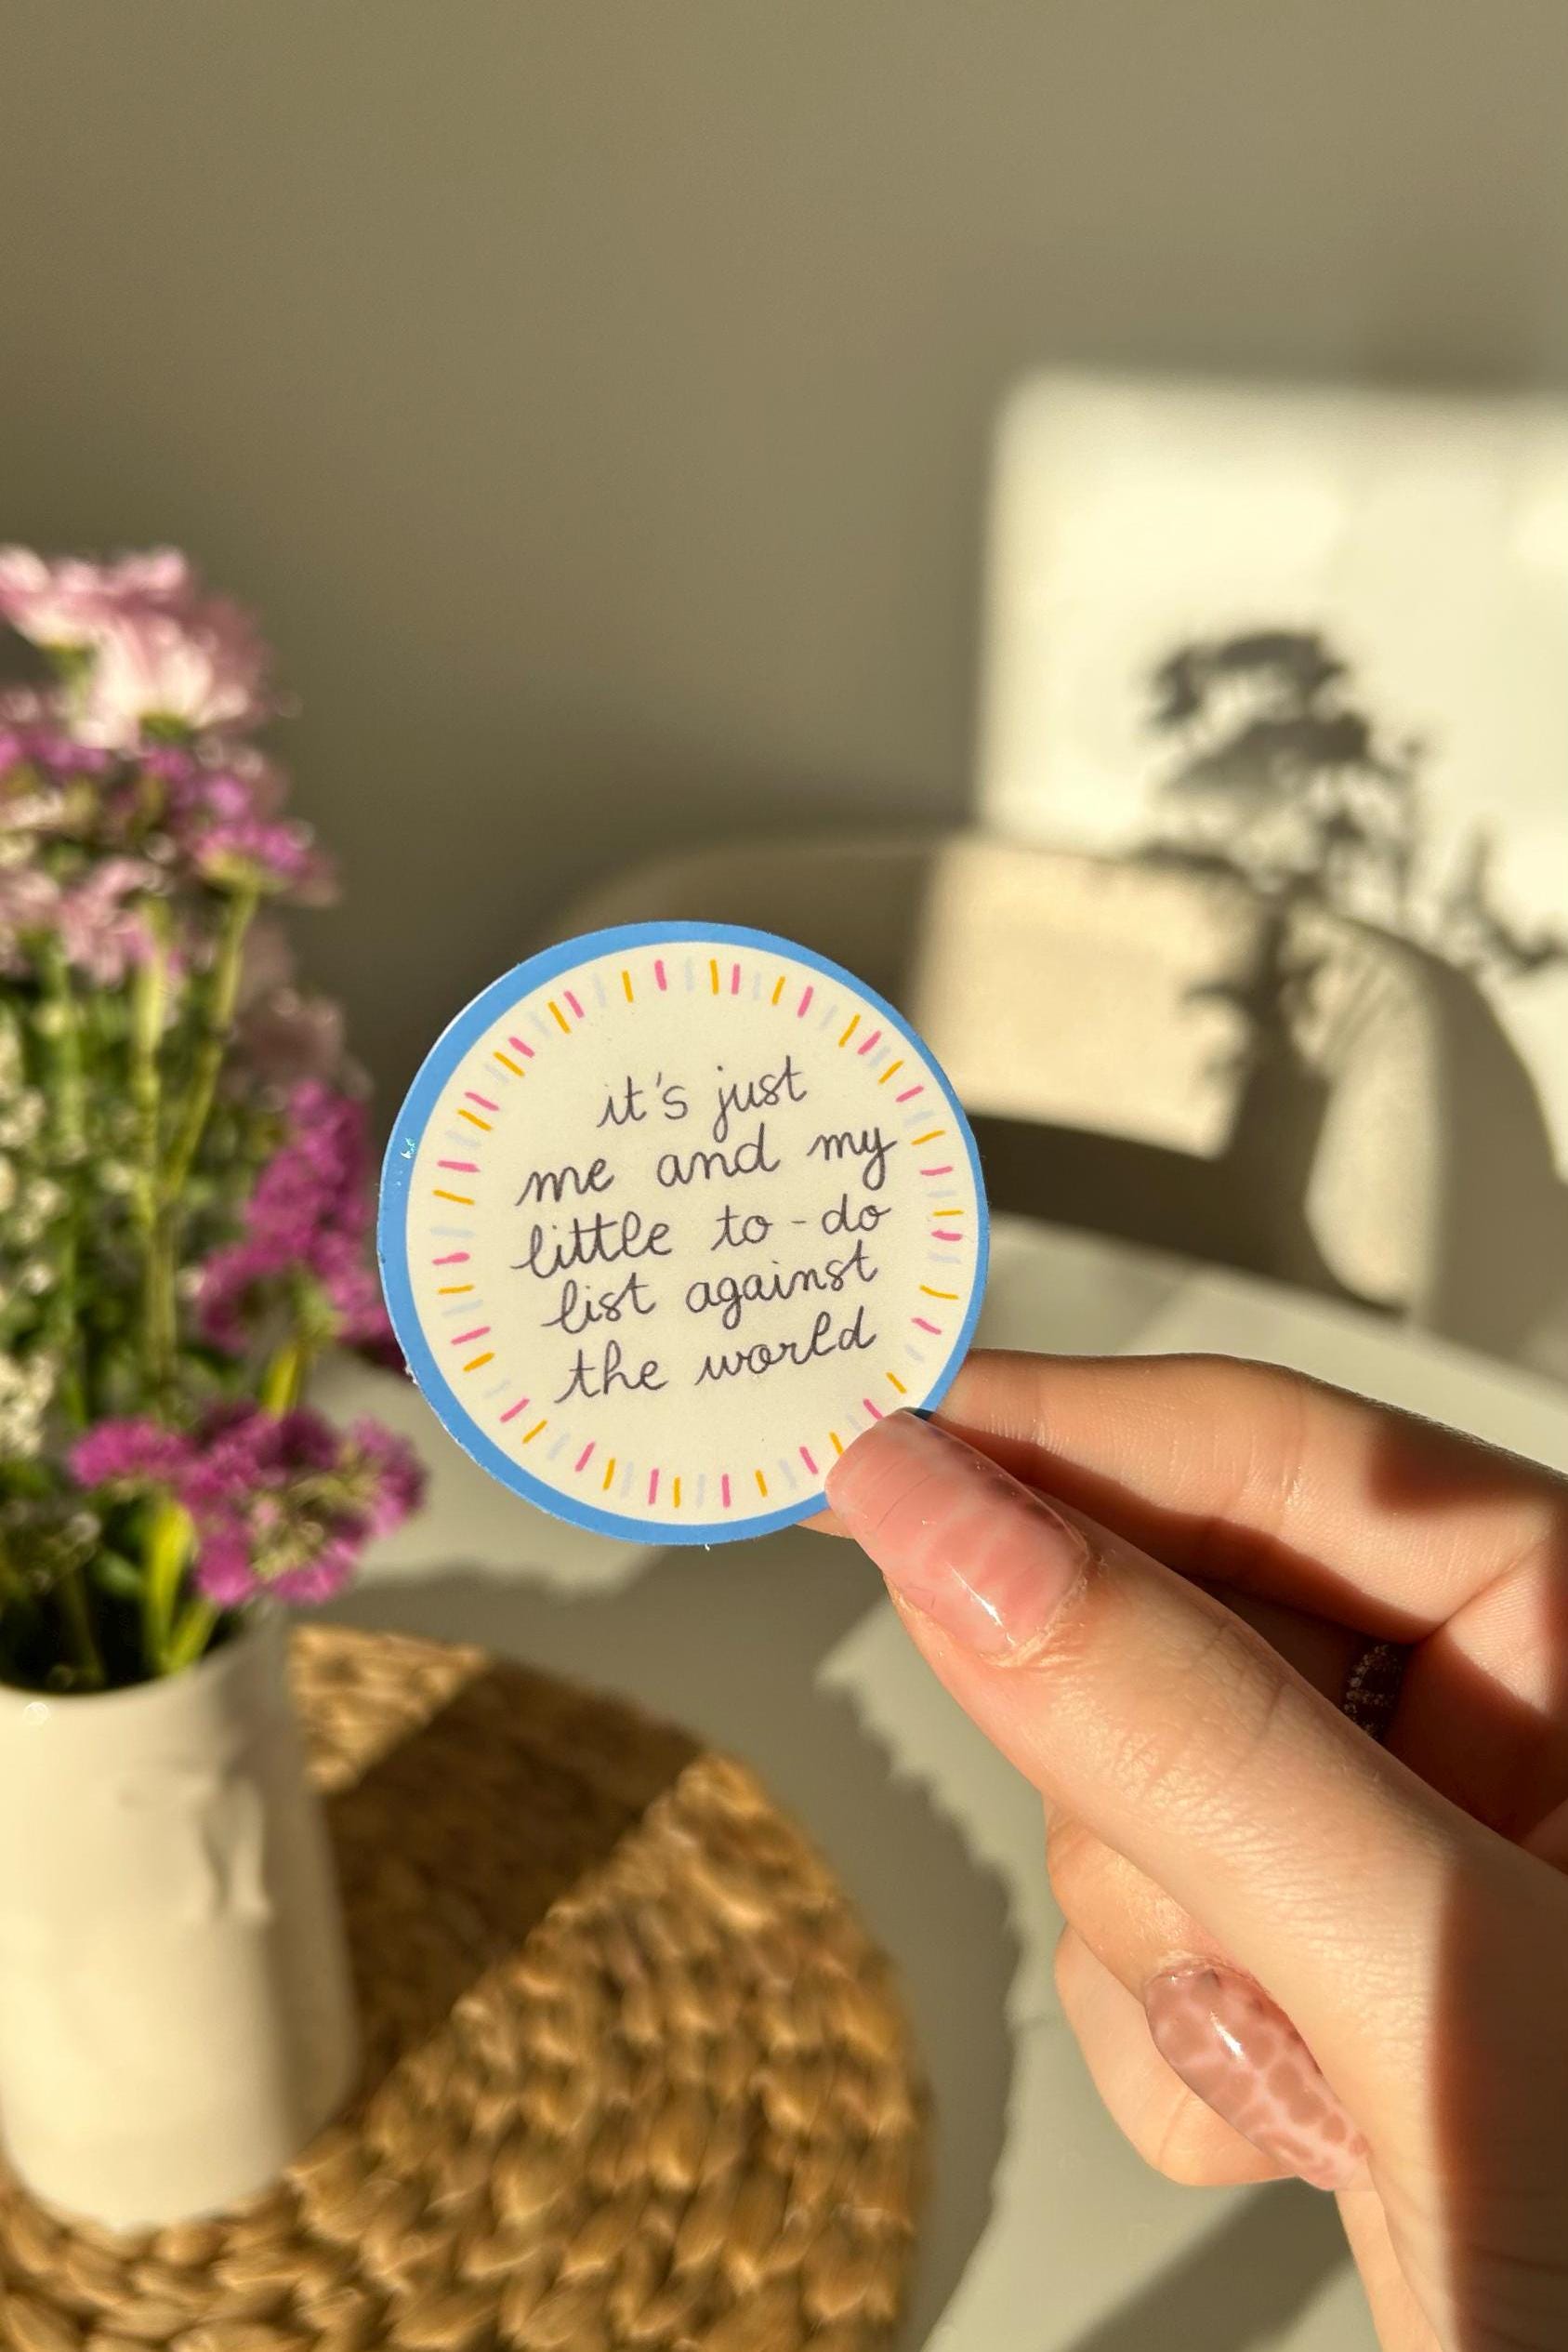 it's just
me and my
little to-do
list against
the world